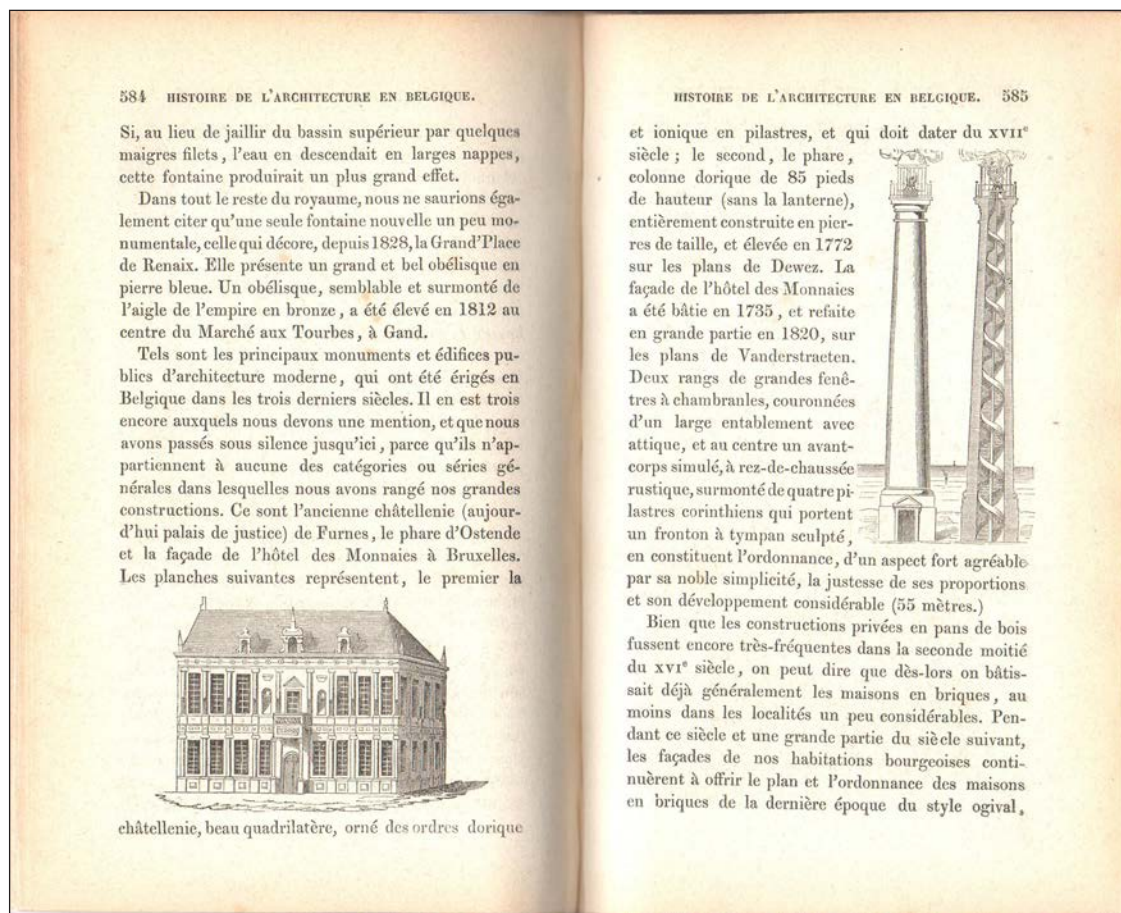 584 HISTOIRE DE L'ARCHITECTURE EN BELGIQUE.
Si, au lieu de jaillir du bassin supérieur par quelques
maigres filets, l'eau en descendait en larges nappes,
cette fontaine produirait un plus grand effet.
Dans tout le reste du royaume, nous ne saurions éga-
lement citer qu'une seule fontaine nouvelle un peu mo-
numentale, celle qui décore, depuis 1828, la Grand'Place
de Renaix. Elle présente un grand et bel obélisque en
pierre bleue. Un obélisque, semblable et surmonté de
l'aigle de l'empire en bronze, a été élevé en 1812 au
centre du Marché aux Tourbes, à Gand.
Tels sont les principaux monuments et édifices pu-
blics d'architecture moderne, qui ont été érigés en
Belgique dans les trois derniers siècles. Il en est trois
encore auxquels nous devons une mention, et que nous
avons passés sous silence jusqu'ici, parce qu'ils n'ap-
partiennent à aucune des catégories ou séries gé-
nérales dans lesquelles nous avons rangé nos grandes
constructions. Ce sont l'ancienne châtellenie (aujour-
d'hui palais de justice) de Furnes, le phare d'Ostende
et la façade de l'hôtel des Monnaies à Bruxelles.
Les planches suivantes représentent, le premier la
châtellenie, beau quadrilatère, orné des ordres dorique
HISTOIRE DE L'ARCHITECTURE EN BELGIQUE. 585
et ionique en pilastres, et qui doit dater du XVIIe
siècle; le second, le phare,
colonne dorique de 85 pieds
de hauteur (sans la lanterne),
entièrement construite en pier-
res de taille, et élevée en 1772
sur les plans de Dewez. La
façade de l'hôtel des Monnaies
a été bâtie en 1735, et refaite
en grande partie en 1820, sur
les plans de Vanderstraeten.
Deux rangs de grandes fenê-
tres à chambranles, couronnées
d'un large entablement avec
attique, et au centre un avant-
corps simulé, à rez-de-chaussée
rustique, surmonté de quatre pi-
lastres corinthiens qui portent
un fronton à tympan sculpté,
en constituent l'ordonnance, d'un aspect fort agréable
par sa noble simplicité, la justesse de ses proportions
et son développement considérable (55 mètres.)
Bien que les constructions privées en pans de bois
fussent encore très-fréquentes dans la seconde moitié
du XVIe siècle, on peut dire que dès-lors on bâtis-
sait déjà généralement les maisons en briques, au
moins dans les localités un peu considérables. Pen-
dant ce siècle et une grande partie du siècle suivant,
les façades de nos habitations bourgeoises conti-
nuèrent à offrir le plan et l'ordonnance des maisons
en briques de la dernière époque du style ogival,